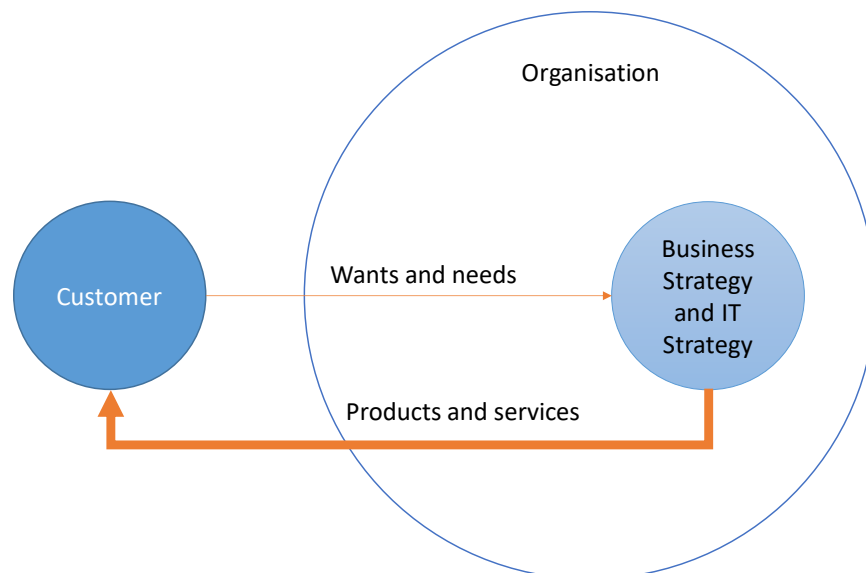 Organisation
Customer
Wants and needs
Business
Strategy
and IT
Strategy
Products and services